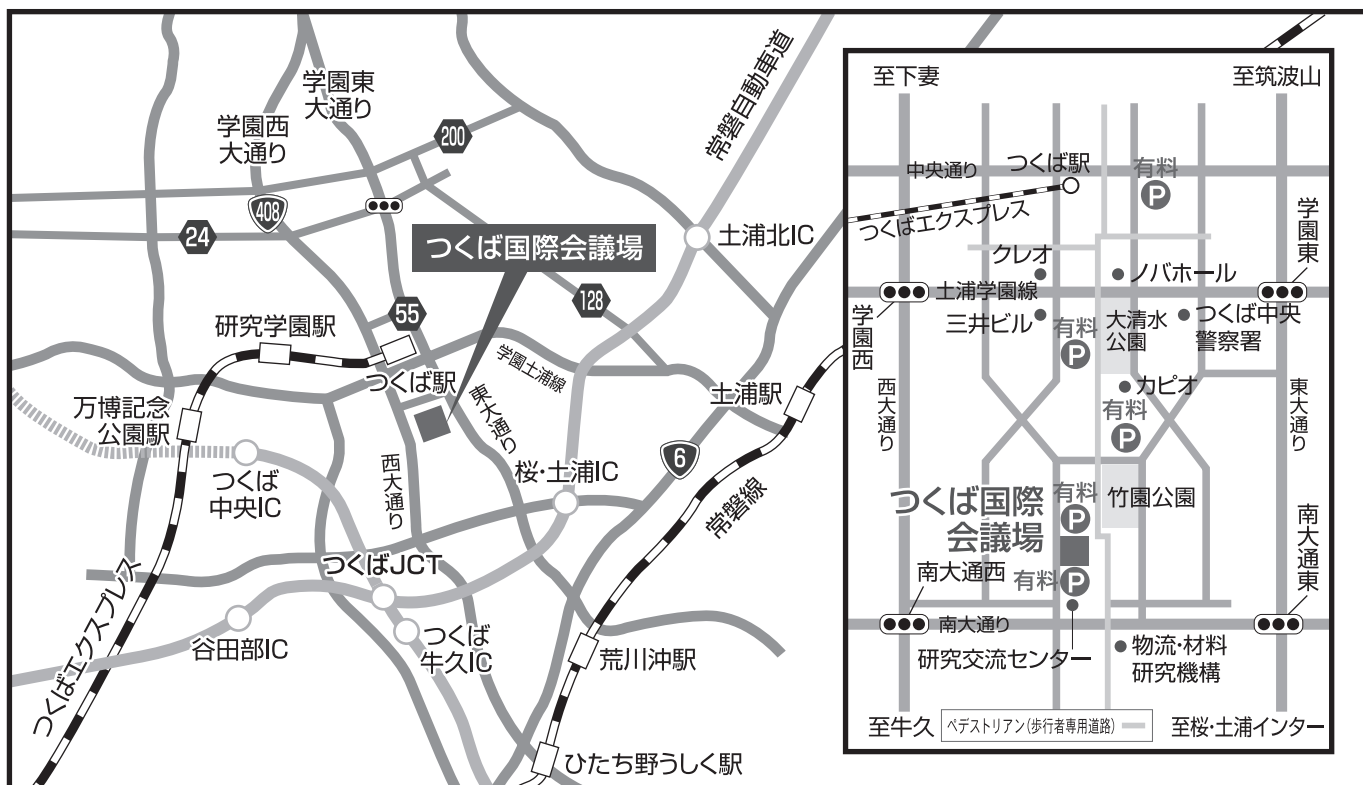 学園東
大通り
学園西
大通り
200
408
24
常磐自動車道
つくば国際会議場
土浦北IC
128
55
研究学園駅
つくば駅
学園土浦線
東大通り
土浦駅
万博記念
公園駅
つくば
中央IC
西大通り
桜・土浦IC
6
常磐線
つくばJCT
つくばエクスプレス
谷田部IC
つくば
牛久IC
荒川沖駅
ひたち野うしく駅
至下妻
至筑波山
中央通り
つくば駅
有料
P
つくばエクスプレス
学園東
クレオ
ノバホール
土浦学園線
学園西
三井ビル
有料
P
大清水
公園
つくば中央
警察署
カピオ
西大通り
東大通り
有料
P
つくば国際
会議場
有料
P
竹園公園
南大通西
有料
P
南大通東
南大通り
研究交流センター
物流・材料
研究機構
至牛久
ペデストリアン(歩行者専用道路)
至桜・土浦インター